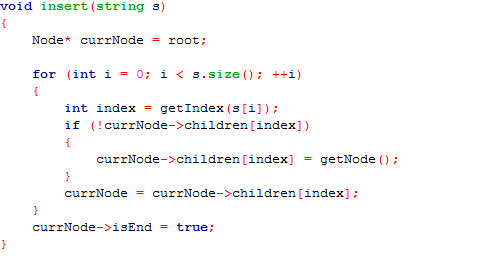 void insert(string s)
{
    Node* currNode = root;

    for (int i = 0; i < s.size(); ++i)
    {
        int index = getIndex(s[i]);
        if (!currNode->children[index])
        {
            currNode->children[index] = getNode();
        }
        currNode = currNode->children[index];
    }
    currNode->isEnd = true;
}